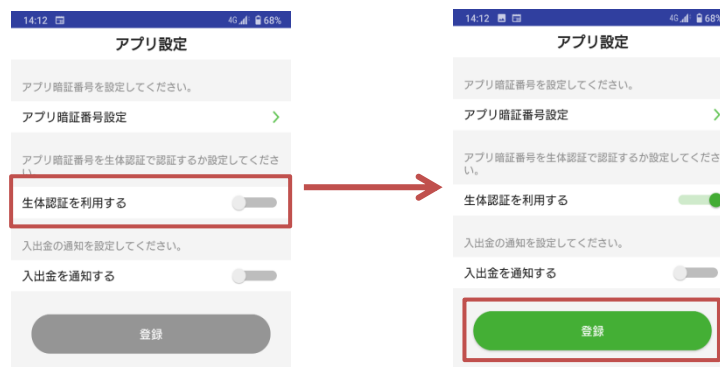 14:12 4G 68%
アプリ設定
アプリ暗証番号を設定してください。
アプリ暗証番号設定
アプリ暗証番号を生体認証で認証するか設定してくださ
い。
生体認証を利用する
入出金の通知を設定してください。
入出金を通知する
登録
14:12 4G 68%
アプリ設定
アプリ暗証番号を設定してください。
アプリ暗証番号設定
アプリ暗証番号を生体認証で認証するか設定してくださ
い。
生体認証を利用する
入出金の通知を設定してください。
入出金を通知する
登録